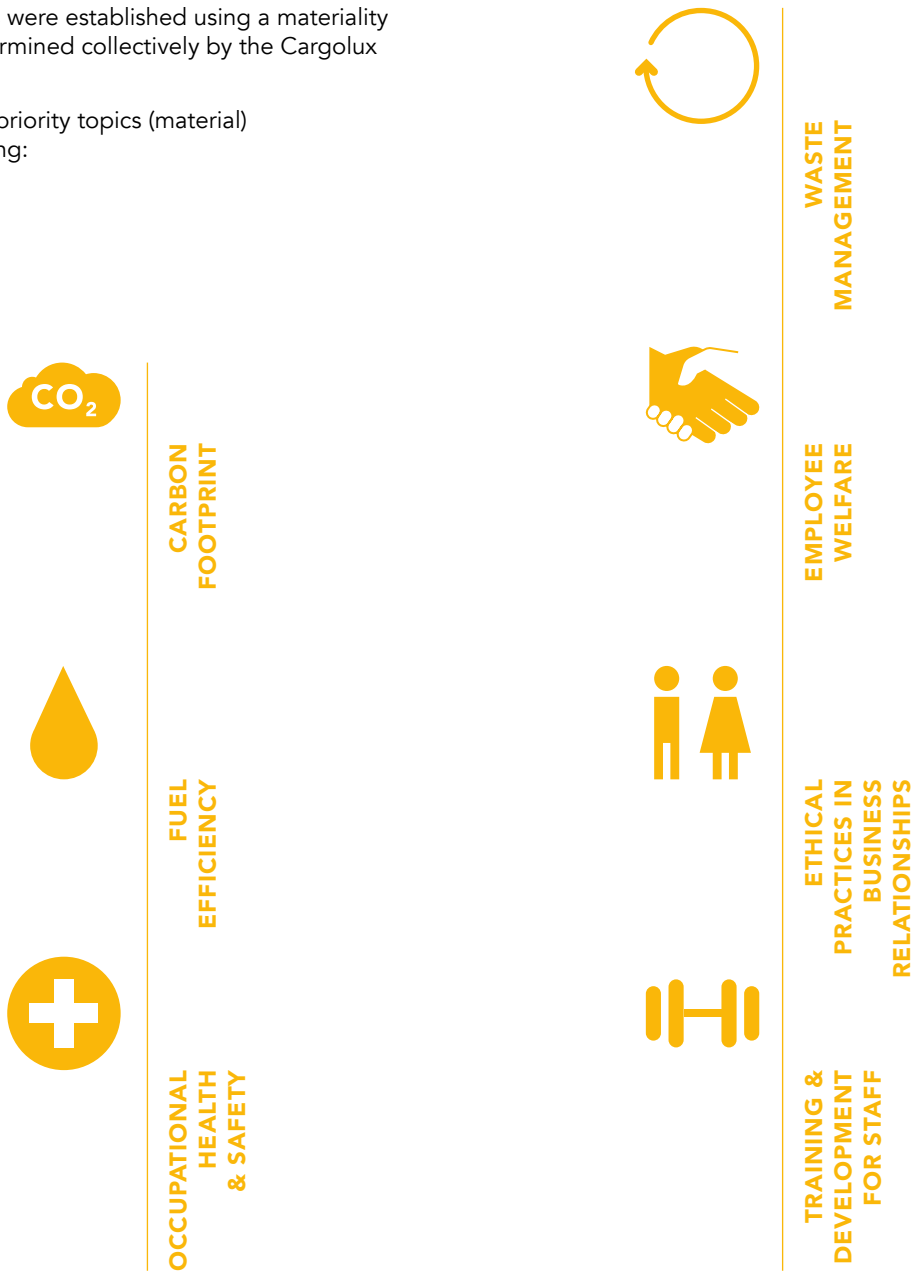 were established using a materiality
rmined collectively by the Cargolux
priority topics (material)
ng:
CO2
CARBON
FOOTPRINT
FUEL
EFFICIENCY
OCCUPATIONAL
HEALTH
& SAFETY
WASTE
MANAGEMENT
EMPLOYEE
WELFARE
ETHICAL
PRACTICES IN
BUSINESS
RELATIONSHIPS
TRAINING &
DEVELOPMENT
FOR STAFF